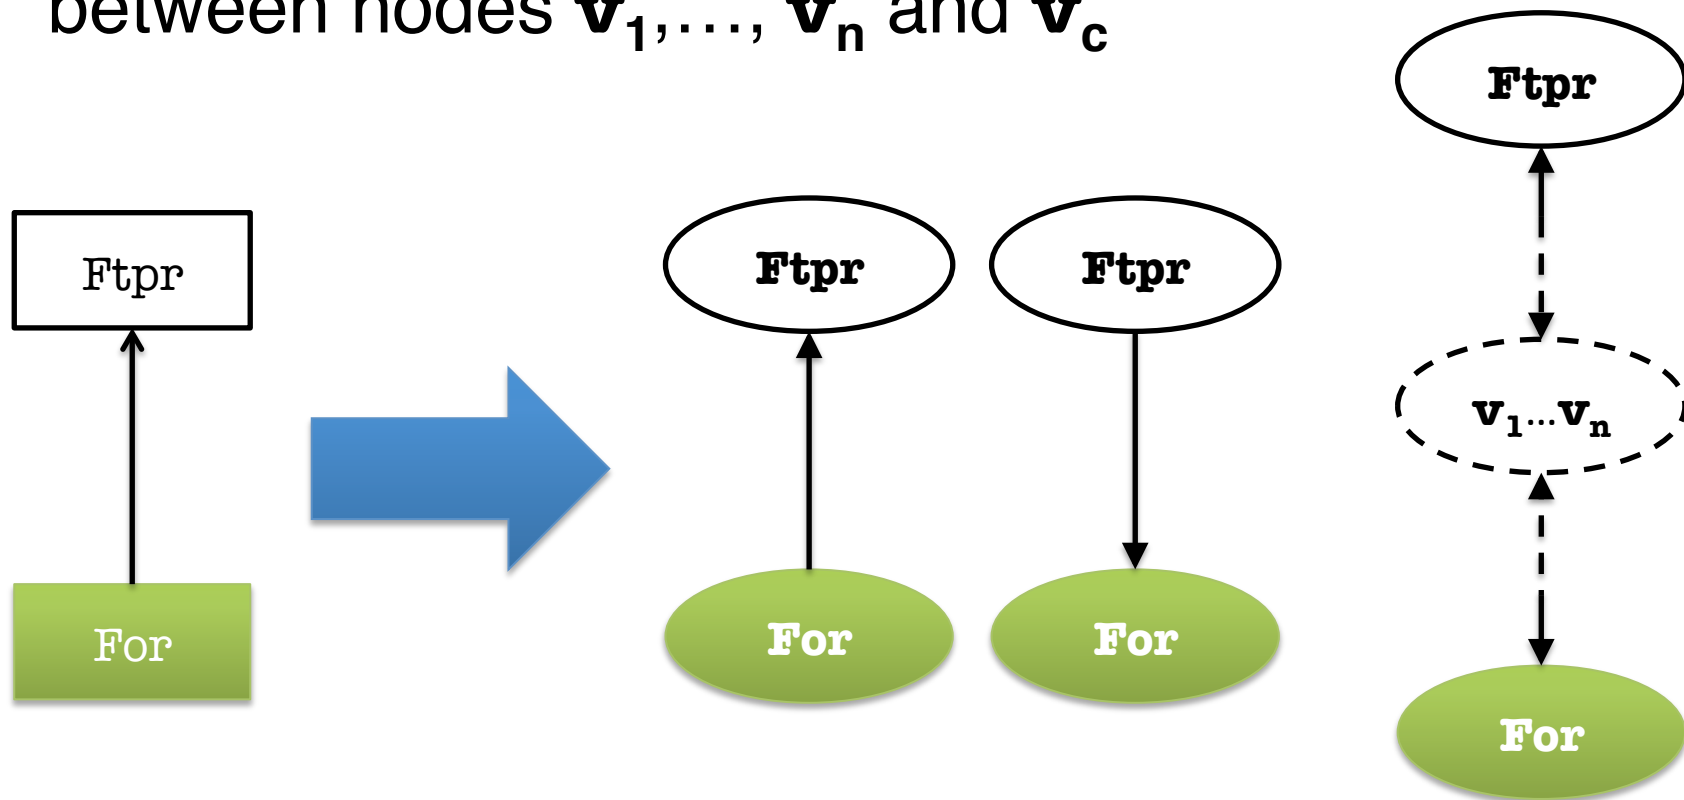 between nodes v1,..., vn and vc
Ftpr
Ftpr
Ftpr
Ftpr
v1...vn
For
For
For
For